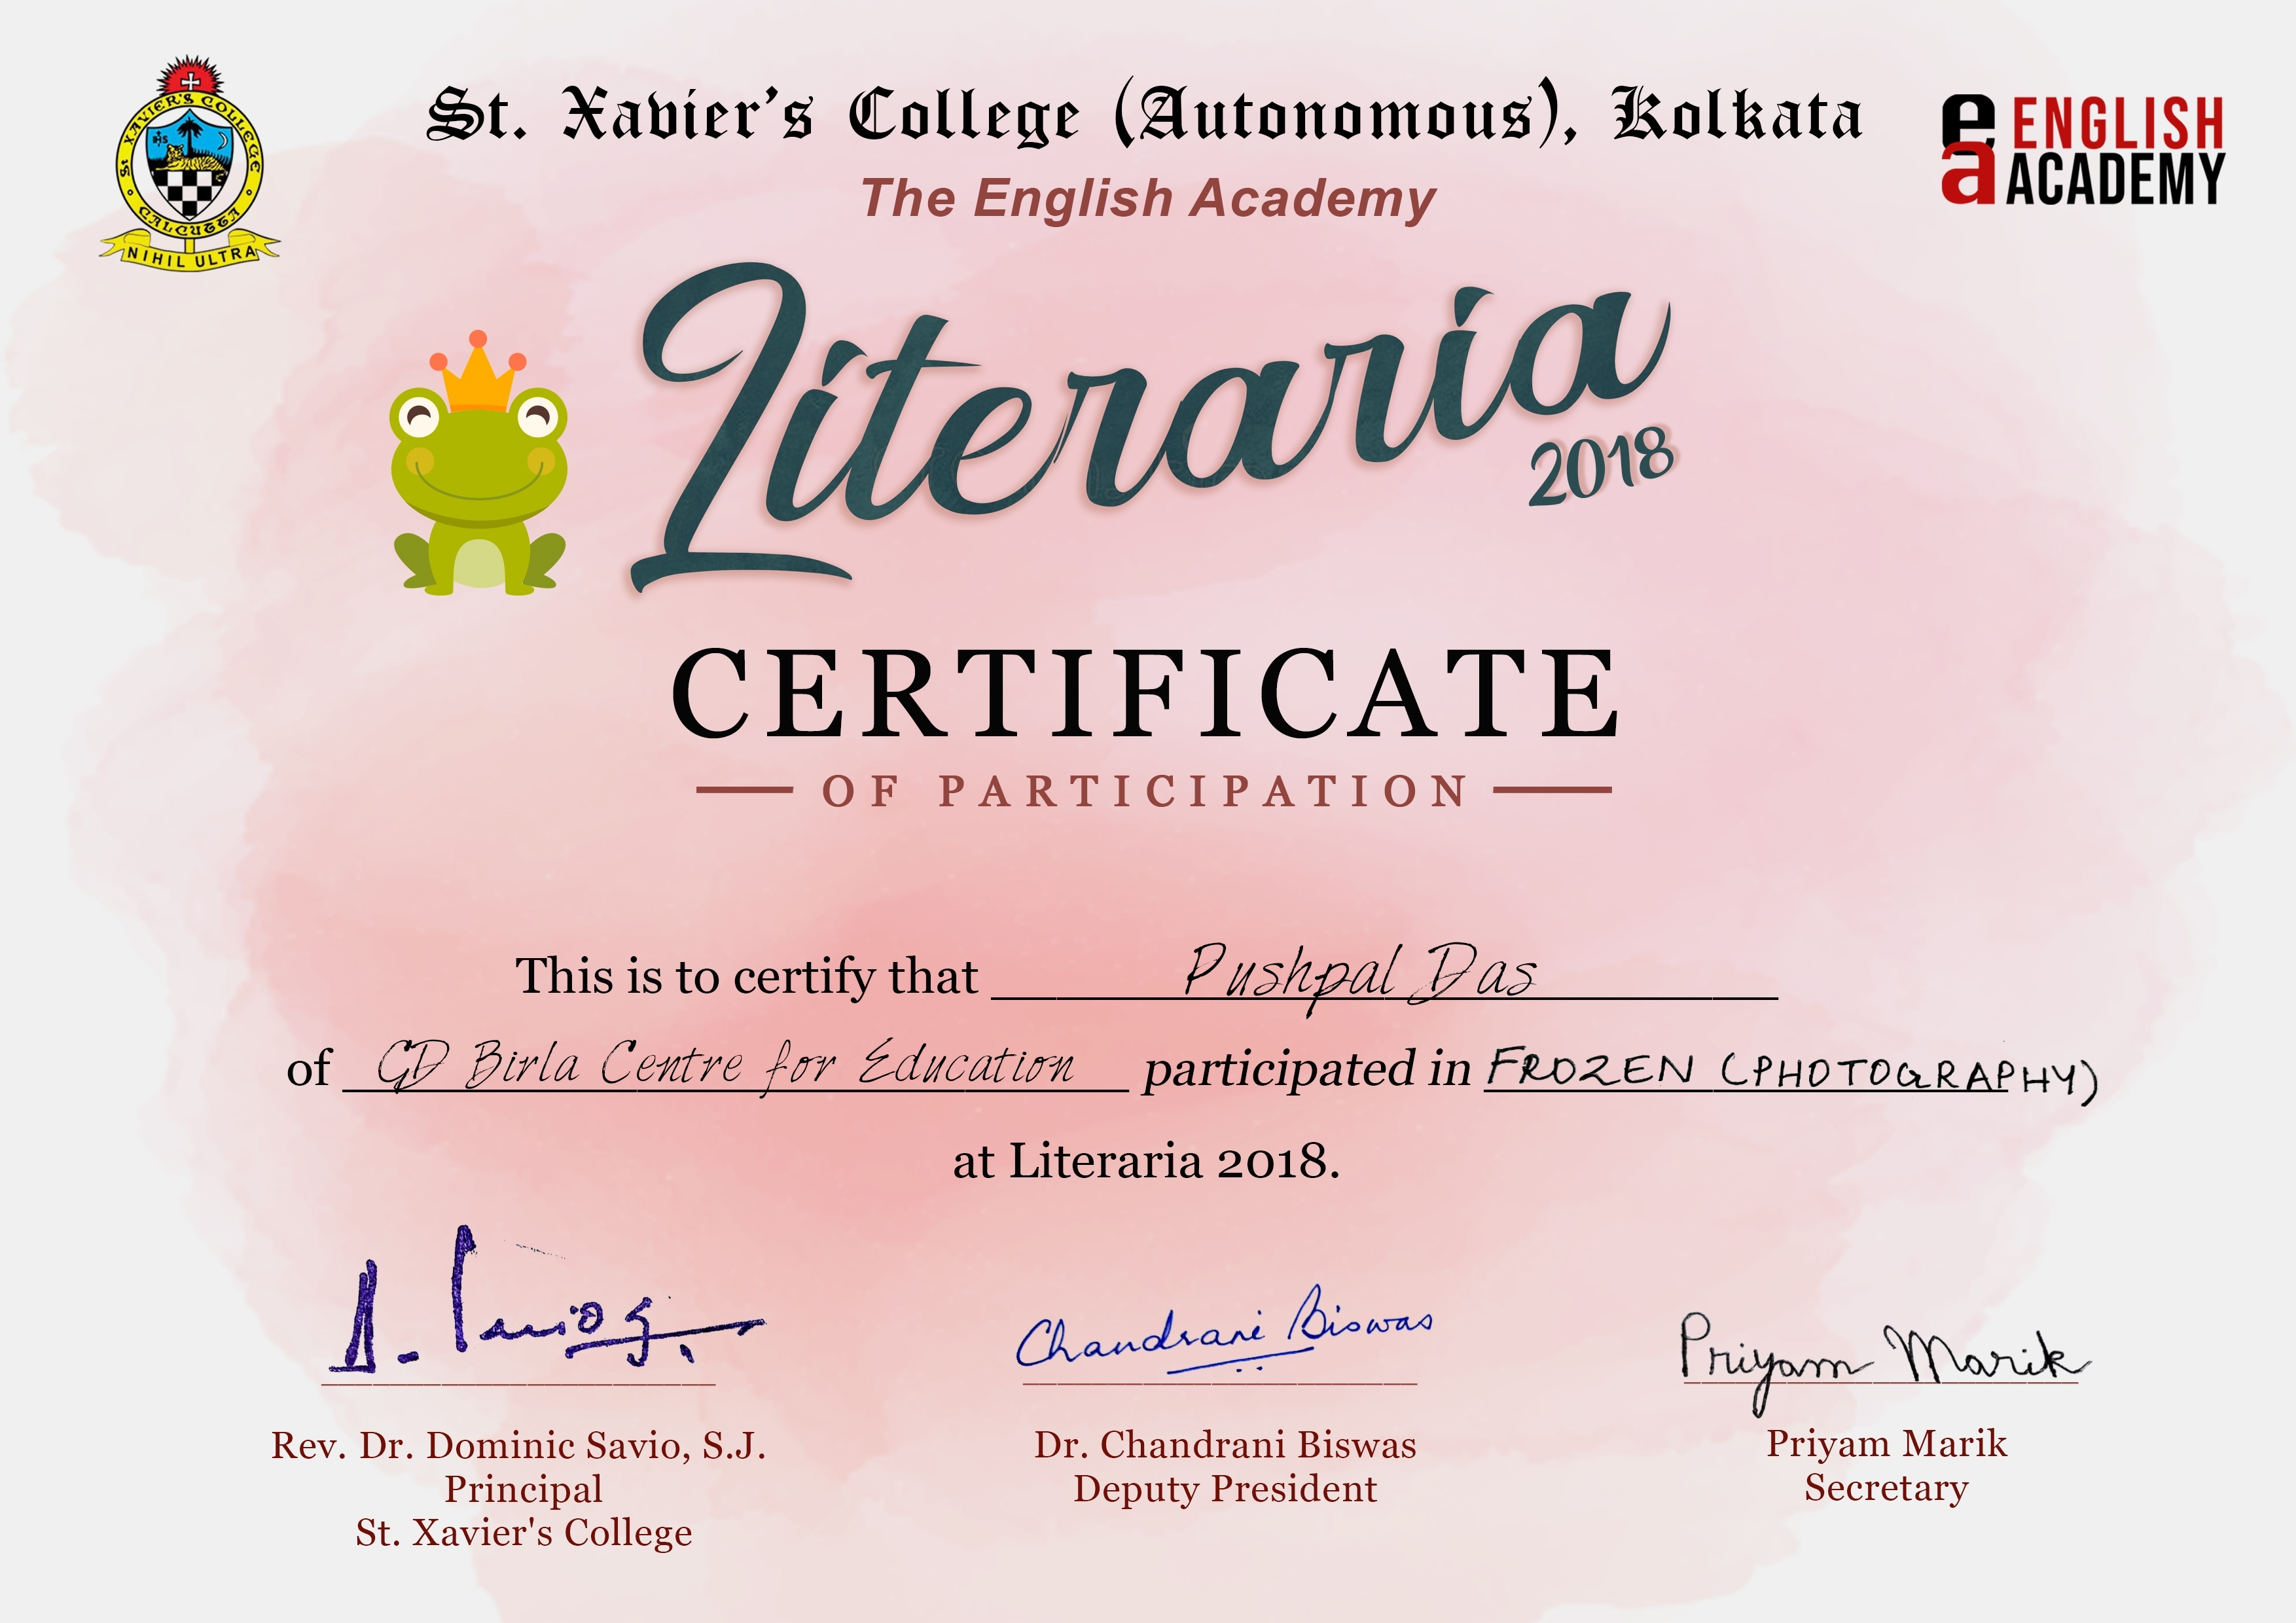 St. Xavier's College (Autonomous), Kolkata
The English Academy
ST XAVIER'S COLLEGE
CALCUTTA
NIHIL ULTRA
ea ENGLISH
ACADEMY
Literaria
2018
CERTIFICATE
OF PARTICIPATION
This is to certify that Pushpal Das
of GD Birla Centre for Education participated in FROZEN (PHOTOGRAPHY)
at Literaria 2018.
Chandrani Biswas
Priyam Marik
Rev. Dr. Dominic Savio, S.J.
Principal
St. Xavier's College
Dr. Chandrani Biswas
Deputy President
Priyam Marik
Secretary